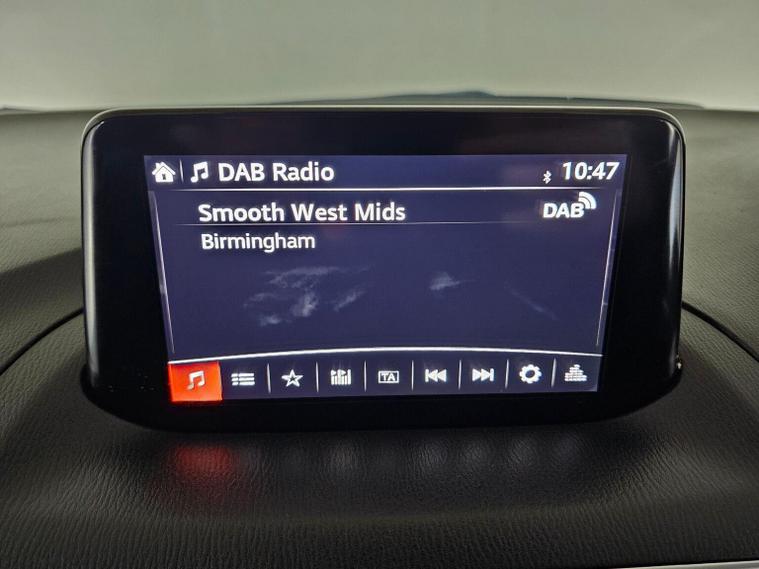 DAB Radio 10:47
Smooth West Mids DAB
Birmingham
TA